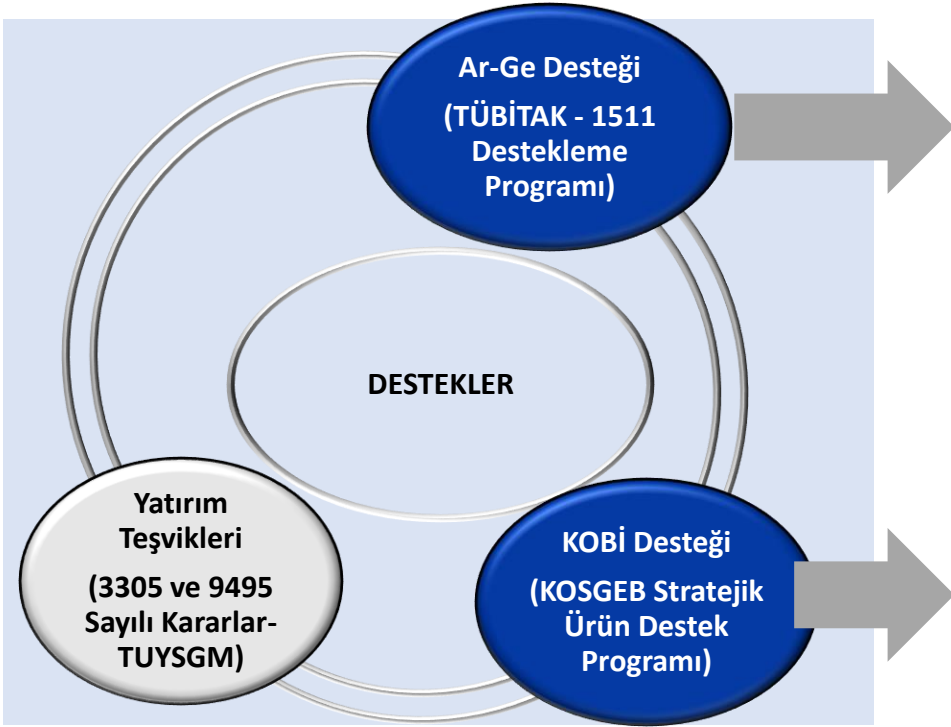 Ar-Ge Desteği
(TÜBİTAK - 1511
Destekleme
Programı)
DESTEKLER
Yatırım
Teşvikleri
(3305 ve 9495
Sayılı Kararlar-
TUYSGM)
KOBİ Desteği
(KOSGEB Stratejik
Ürün Destek
Programı)